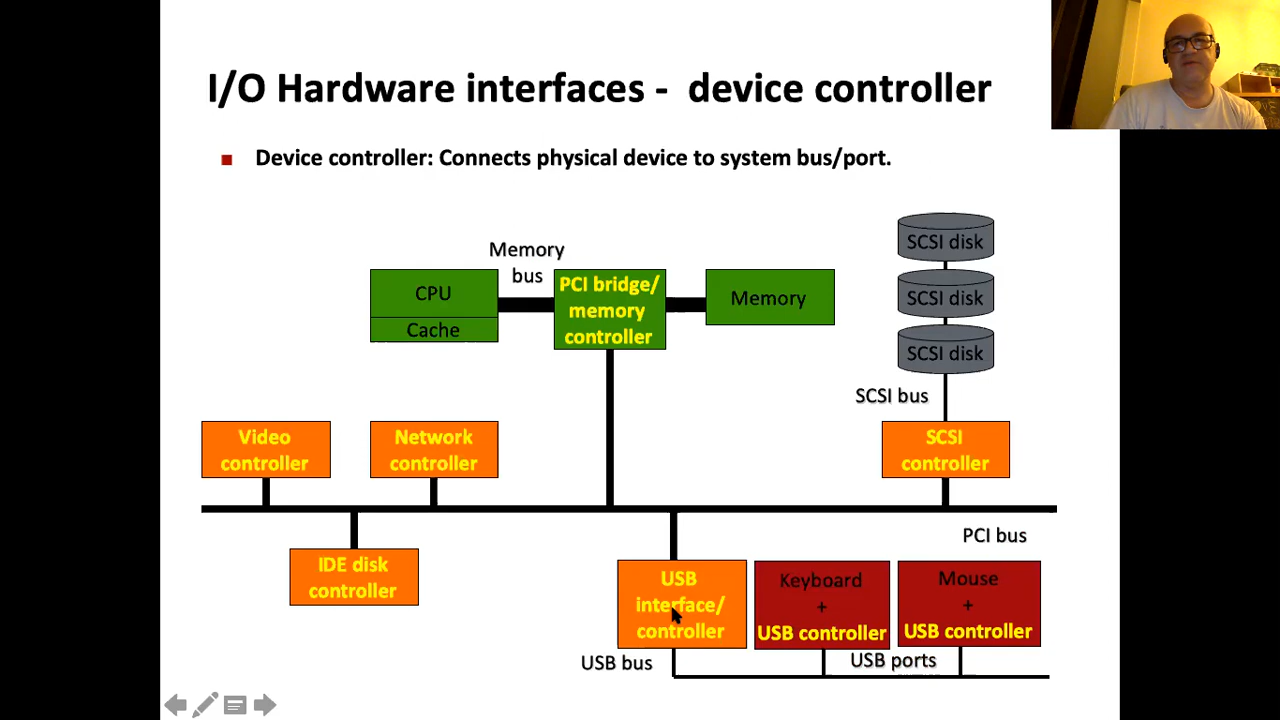 I/O Hardware interfaces - device controller
Device controller: Connects physical device to system bus/port.
Memory
bus
CPU
Cache
PCI bridge/
memory
controller
Memory
SCSI disk
SCSI disk
SCSI disk
SCSI bus
Video
controller
Network
controller
SCSI
controller
PCI bus
IDE disk
controller
USB
interface/
controller
Keyboard
+
USB controller
Mouse
+
USB controller
USB bus
USB ports